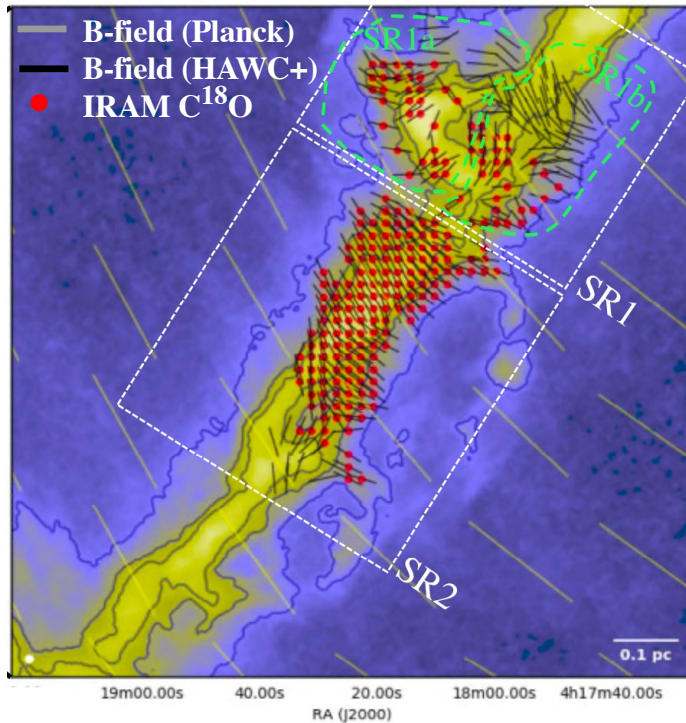 B-field (Planck)
B-field (HAWC+)
IRAM C¹⁸O
SR1a
SR1b
SR1
SR2
0.1 pc
19m00.00s 40.00s 20.00s 18m00.00s 4h17m40.00s
RA (J2000)